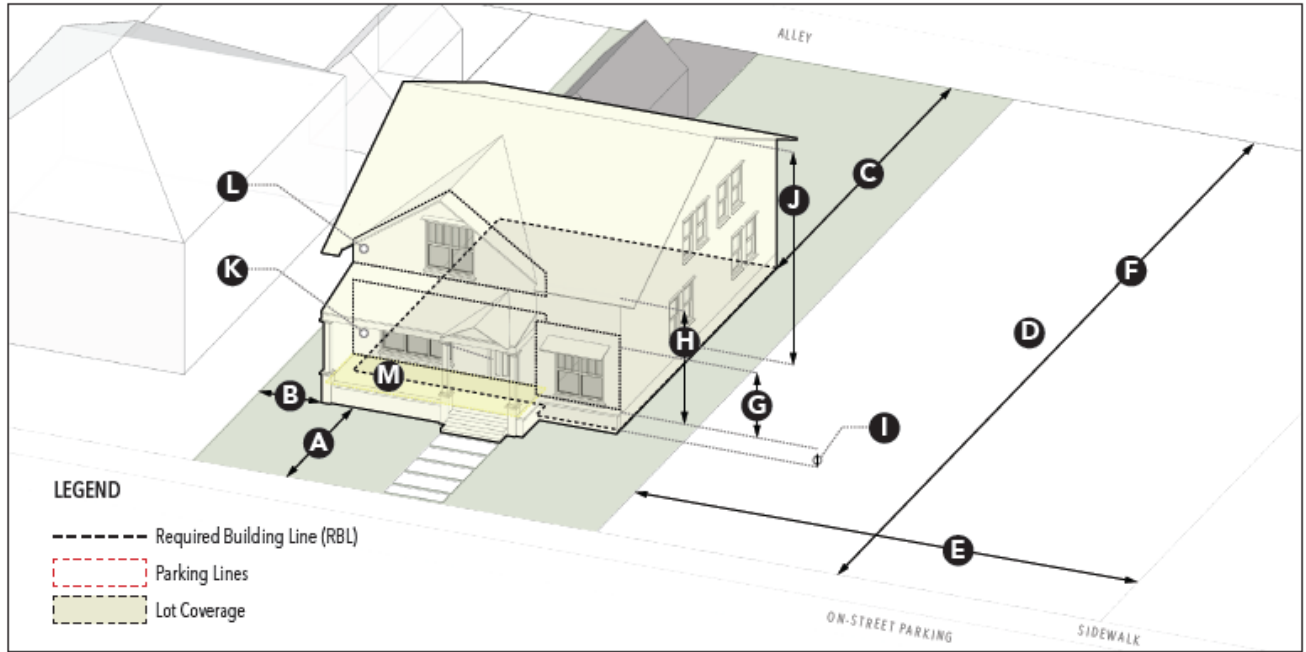 ALLEY
L
C
J
K
F
D
H
M
B
G
I
A
LEGEND
Required Building Line (RBL)
Parking Lines
Lot Coverage
E
ON-STREET PARKING
SIDEWALK